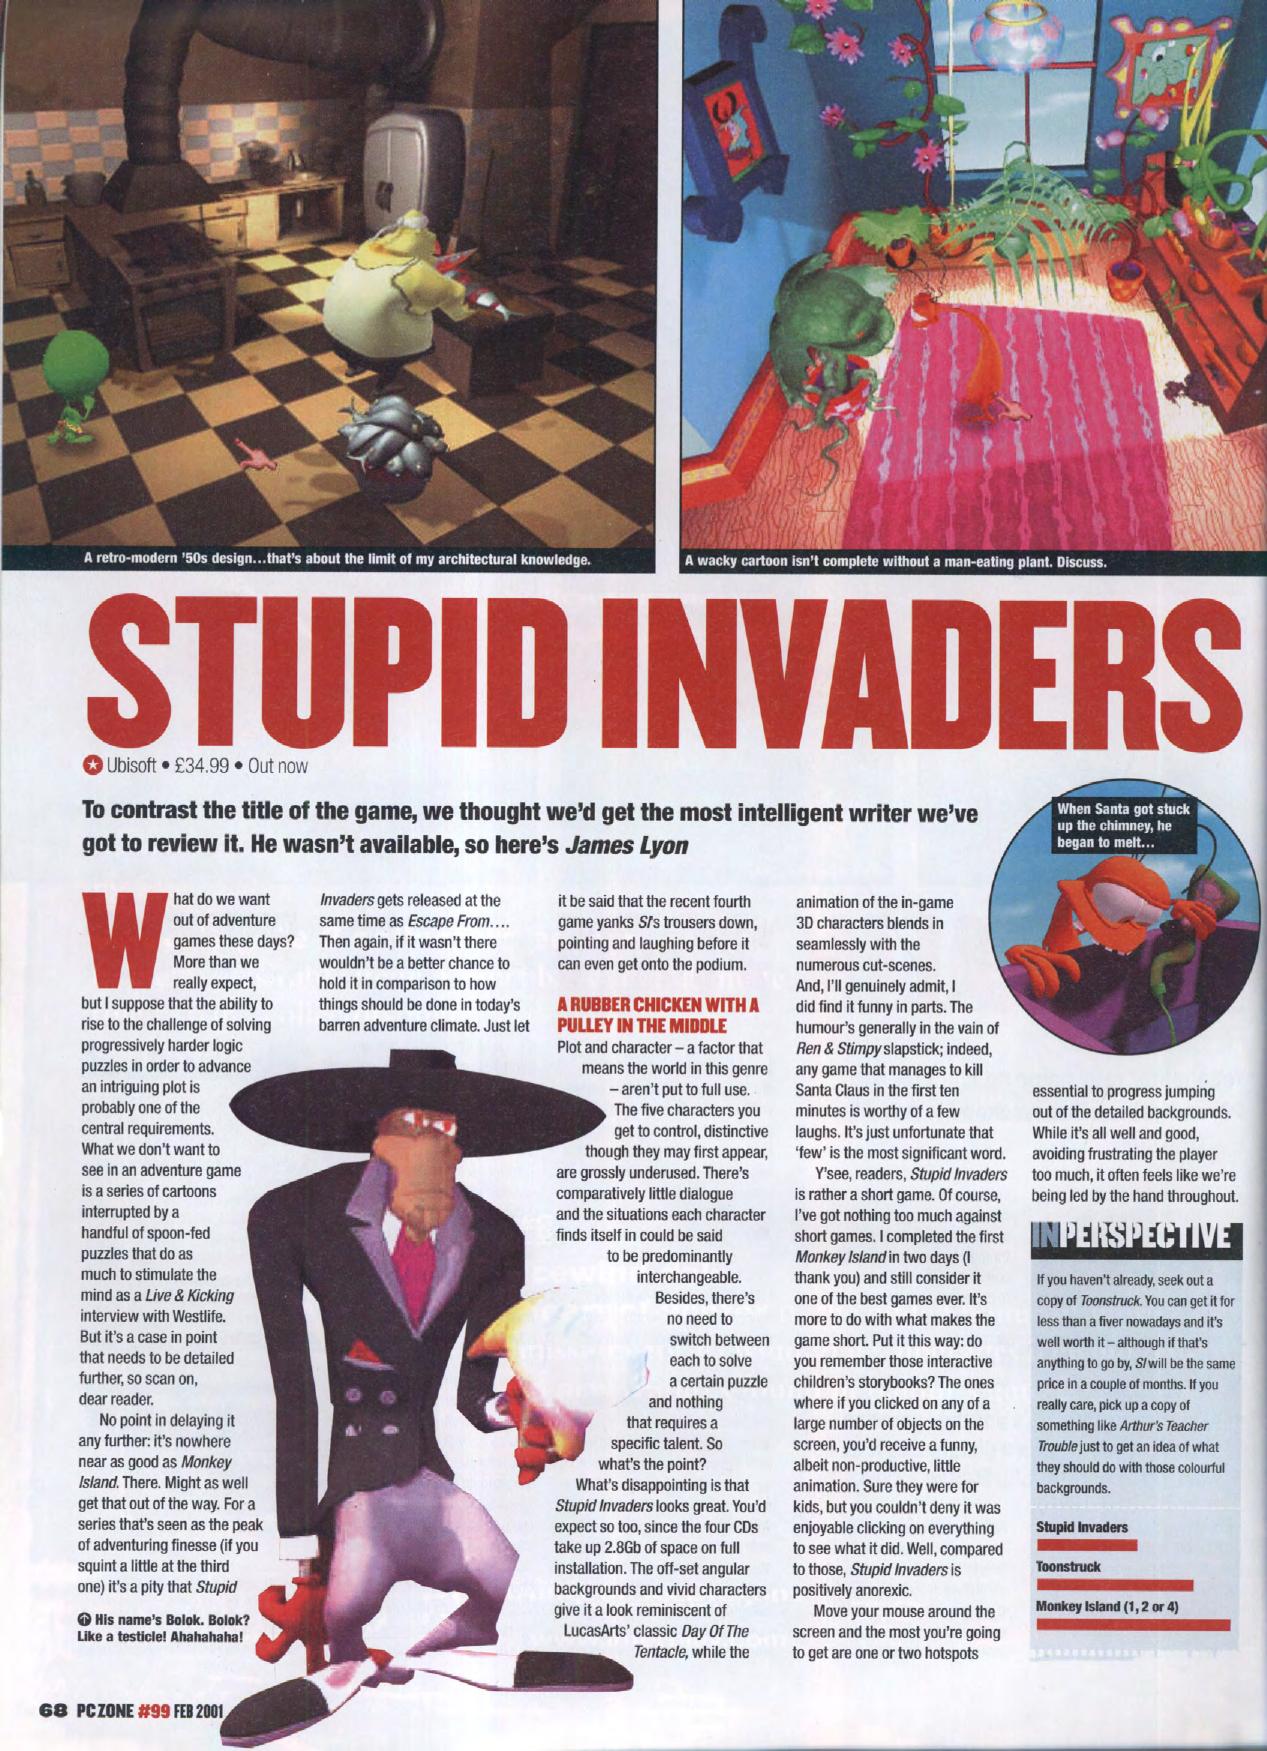 A retro-modern '50s design...that's about the limit of my architectural knowledge.
A wacky cartoon isn't complete without a man-eating plant. Discuss.
STUPID INVADERS
Ubisoft • £34.99 • Out now
To contrast the title of the game, we thought we'd get the most intelligent writer we've
got to review it. He wasn't available, so here's James Lyon
When Santa got stuck
up the chimney, he
began to melt...
What do we want
out of adventure
games these days?
More than we
really expect,
but I suppose that the ability to
rise to the challenge of solving
progressively harder logic
puzzles in order to advance
an intriguing plot is
probably one of the
central requirements.
What we don't want to
see in an adventure game
is a series of cartoons
interrupted by a
handful of spoon-fed
puzzles that do as
much to stimulate the
mind as a Live & Kicking
interview with Westlife.
But it's a case in point
that needs to be detailed
further, so scan on,
dear reader.
No point in delaying it
any further: it's nowhere
near as good as Monkey
Island. There. Might as well
get that out of the way. For a
series that's seen as the peak
of adventuring finesse (if you
squint a little at the third
one) it's a pity that Stupid
Invaders gets released at the
same time as Escape From....
Then again, if it wasn't there
wouldn't be a better chance to
hold it in comparison to how
things should be done in today's
barren adventure climate. Just let
it be said that the recent fourth
game yanks SI's trousers down,
pointing and laughing before it
can even get onto the podium.
A RUBBER CHICKEN WITH A
PULLEY IN THE MIDDLE
Plot and character – a factor that
means the world in this genre
– aren't put to full use.
The five characters you
get to control, distinctive
though they may first appear,
are grossly underused. There's
comparatively little dialogue
and the situations each character
finds itself in could be said
to be predominantly
interchangeable.
Besides, there's
no need to
switch between
each to solve
a certain puzzle
and nothing
that requires a
specific talent. So
what's the point?
What's disappointing is that
Stupid Invaders looks great. You'd
expect so too, since the four CDs
take up 2.8Gb of space on full
installation. The off-set angular
backgrounds and vivid characters
give it a look reminiscent of
LucasArts' classic Day Of The
Tentacle, while the
animation of the in-game
3D characters blends in
seamlessly with the
numerous cut-scenes.
And, I'll genuinely admit, I
did find it funny in parts. The
humour's generally in the vain of
Ren & Stimpy slapstick; indeed,
any game that manages to kill
Santa Claus in the first ten
minutes is worthy of a few
laughs. It's just unfortunate that
'few' is the most significant word.
Y'see, readers, Stupid Invaders
is rather a short game. Of course,
I've got nothing too much against
short games. I completed the first
Monkey Island in two days (I
thank you) and still consider it
one of the best games ever. It's
more to do with what makes the
game short. Put it this way: do
you remember those interactive
children's storybooks? The ones
where if you clicked on any of a
large number of objects on the
screen, you'd receive a funny,
albeit non-productive, little
animation. Sure they were for
kids, but you couldn't deny it was
enjoyable clicking on everything
to see what it did. Well, compared
to those, Stupid Invaders is
positively anorexic.
Move your mouse around the
screen and the most you're going
to get are one or two hotspots
essential to progress jumping
out of the detailed backgrounds.
While it's all well and good,
avoiding frustrating the player
too much, it often feels like we're
being led by the hand throughout.
INPERSPECTIVE
If you haven't already, seek out a
copy of Toonstruck. You can get it for
less than a fiver nowadays and it's
well worth it – although if that's
anything to go by, SI will be the same
price in a couple of months. If you
really care, pick up a copy of
something like Arthur's Teacher
Trouble just to get an idea of what
they should do with those colourful
backgrounds.
Stupid Invaders
Toonstruck
Monkey Island (1, 2 or 4)
His name's Bolok. Bolok?
Like a testicle! Ahahahaha!
68 PCZONE #99 FEB 2001